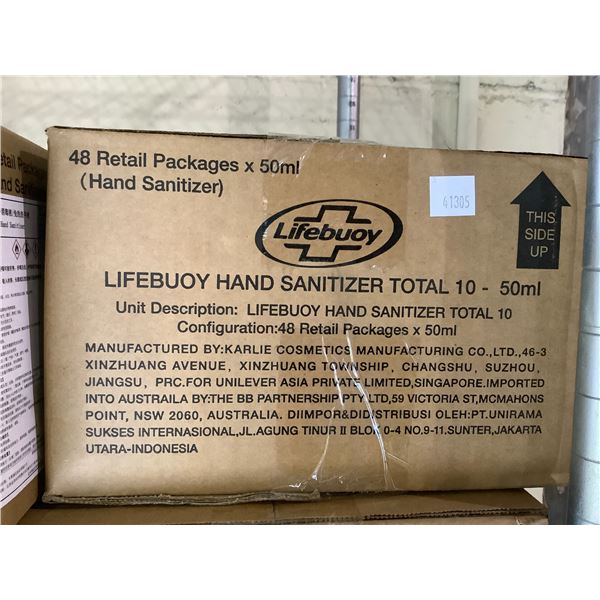 48 Retail Packages x 50ml
(Hand Sanitizer)
Lifebuoy
41305
THIS
SIDE
UP
LIFEBUOY HAND SANITIZER TOTAL 10 - 50ml
Unit Description: LIFEBUOY HAND SANITIZER TOTAL 10
Configuration:48 Retail Packages x 50ml
MANUFACTURED BY:KARLIE COSMETICS MANUFACTURING CO.,LTD.,46-3
XINZHUANG AVENUE, XINZHUANG TOWNSHIP, CHANGSHU, SUZHOU,
JIANGSU, PRC.FOR UNILEVER ASIA PRIVATE LIMITED,SINGAPORE.IMPORTED
INTO AUSTRAILA BY:THE BB PARTNERSHIP PTY,LTD,59 VICTORIA ST,MCMAHONS
POINT, NSW 2060, AUSTRALIA. DIIMPOR&DIDISTRIBUSI OLEH:PT.UNIRAMA
SUKSES INTERNASIONAL,JL.AGUNG TINUR II BLOK 0-4 NO.9-11.SUNTER,JAKARTA
UTARA-INDONESIA
etail Pack
nd Sanit